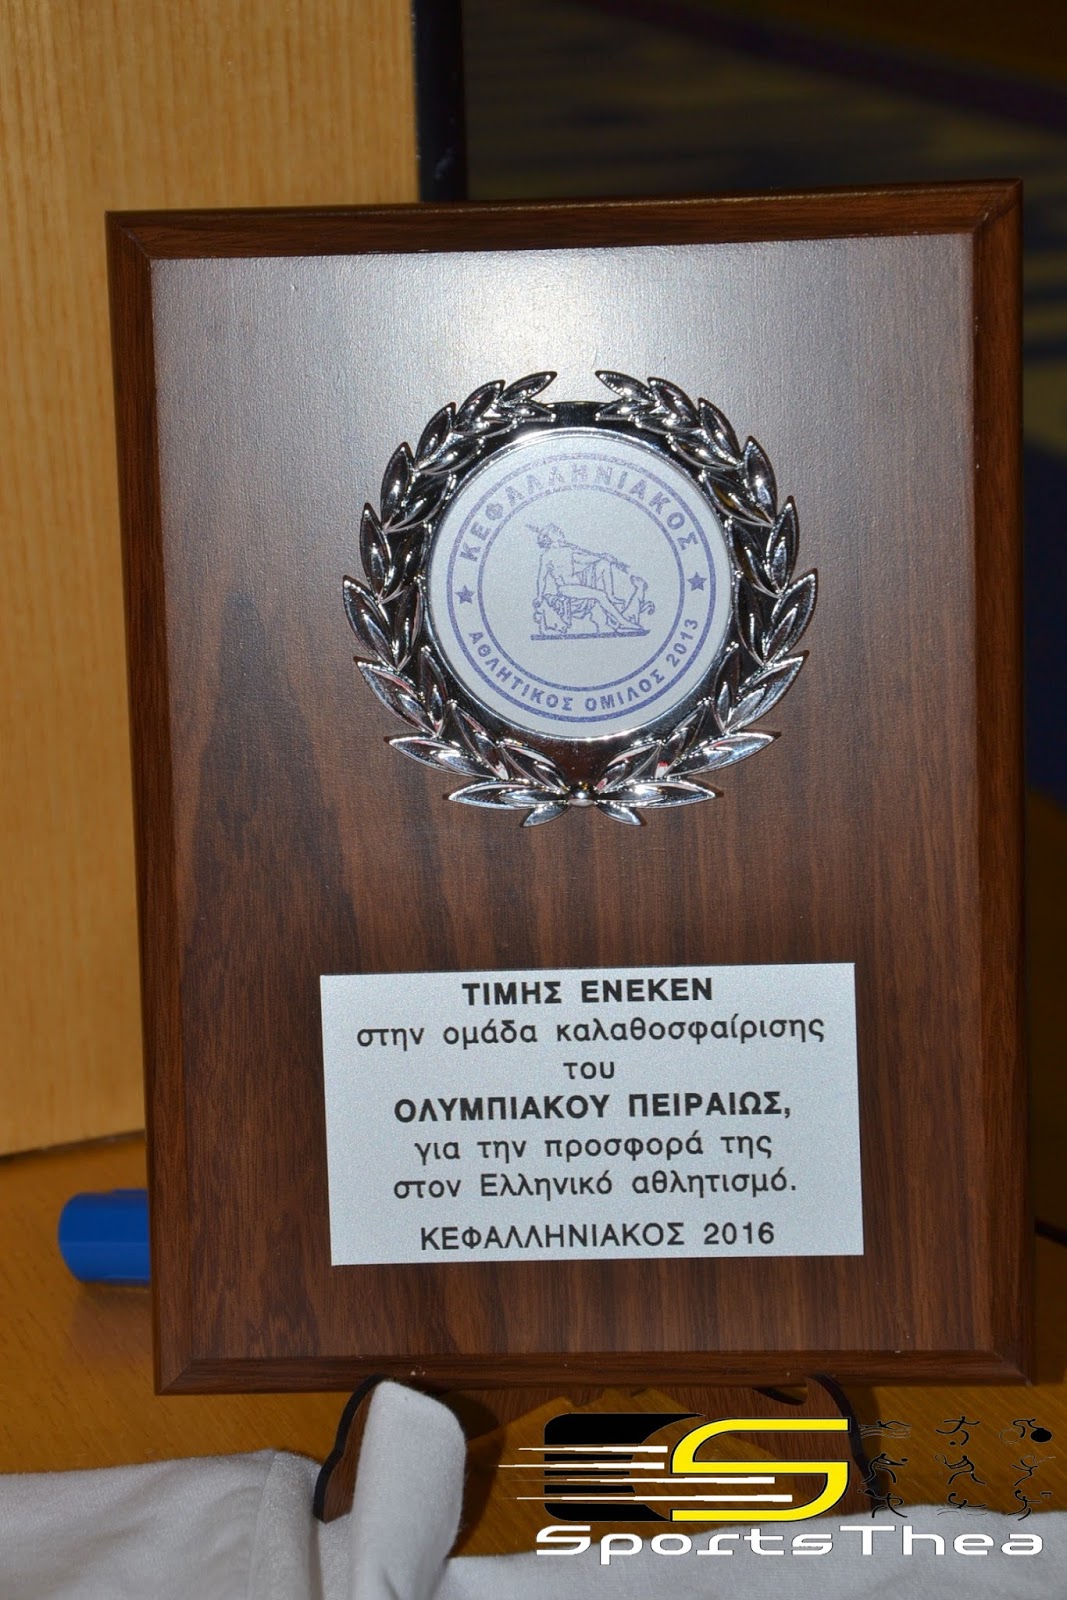 ΚΕΦΑΛΛΗΝΙΑΚΟΣ
ΑΘΛΗΤΙΚΟΣ ΟΜΙΛΟΣ 2013
ΤΙΜΗΣ ΕΝΕΚΕΝ
στην ομάδα καλαθοσφαίρισης
του
ΟΛΥΜΠΙΑΚΟΥ ΠΕΙΡΑΙΩΣ,
για την προσφορά της
στον Ελληνικό αθλητισμό.
ΚΕΦΑΛΛΗΝΙΑΚΟΣ 2016
S
SportsThea